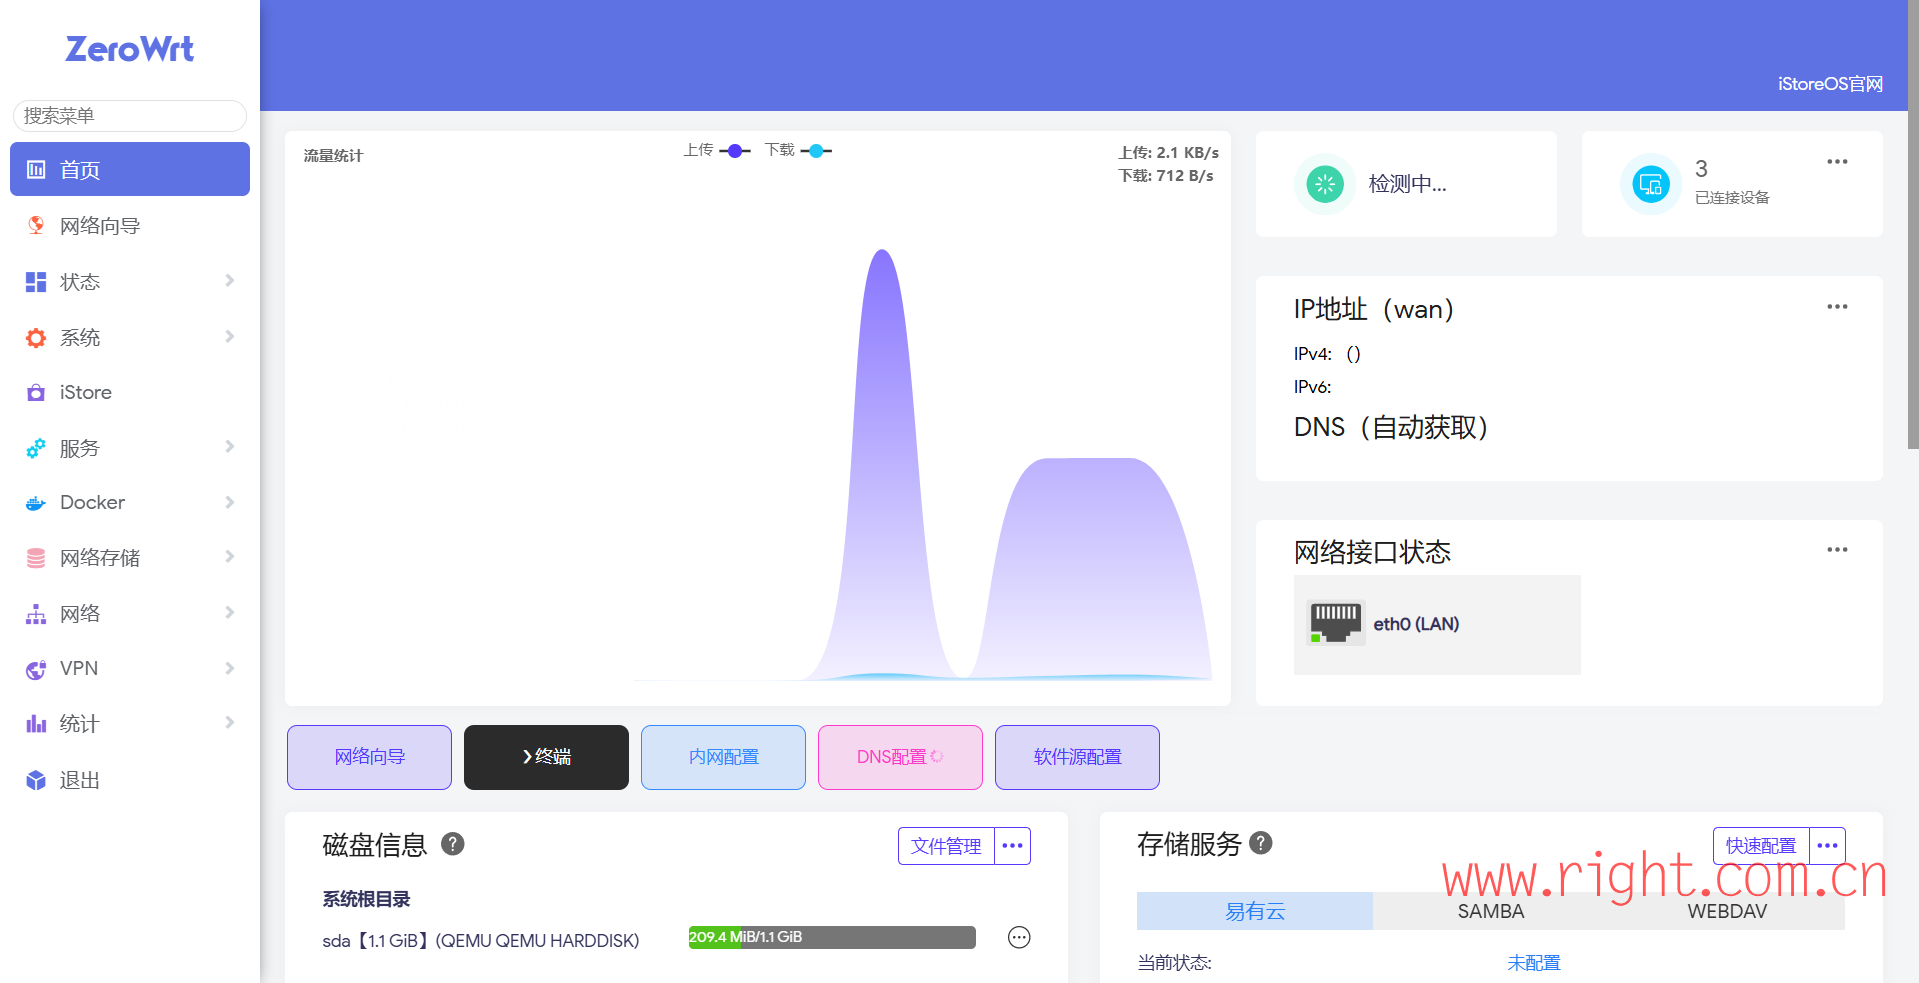 ZeroWrt
搜索菜单
首页
网络向导
状态
系统
iStore
服务
Docker
网络存储
网络
VPN
统计
退出
iStoreOS官网
流量统计
上传 下载
上传: 2.1 KB/s
下载: 712 B/s
检测中...
3
已连接设备
IP地址（wan）
IPv4: ()
IPv6:
DNS（自动获取）
网络接口状态
eth0 (LAN)
网络向导
❯终端
内网配置
DNS配置
软件源配置
磁盘信息 ?
文件管理
系统根目录
sda【1.1 GiB】(QEMU QEMU HARDDISK)
209.4 MiB/1.1 GiB
存储服务 ?
快速配置
www.right.com.cn
易有云
SAMBA
WEBDAV
当前状态:
未配置